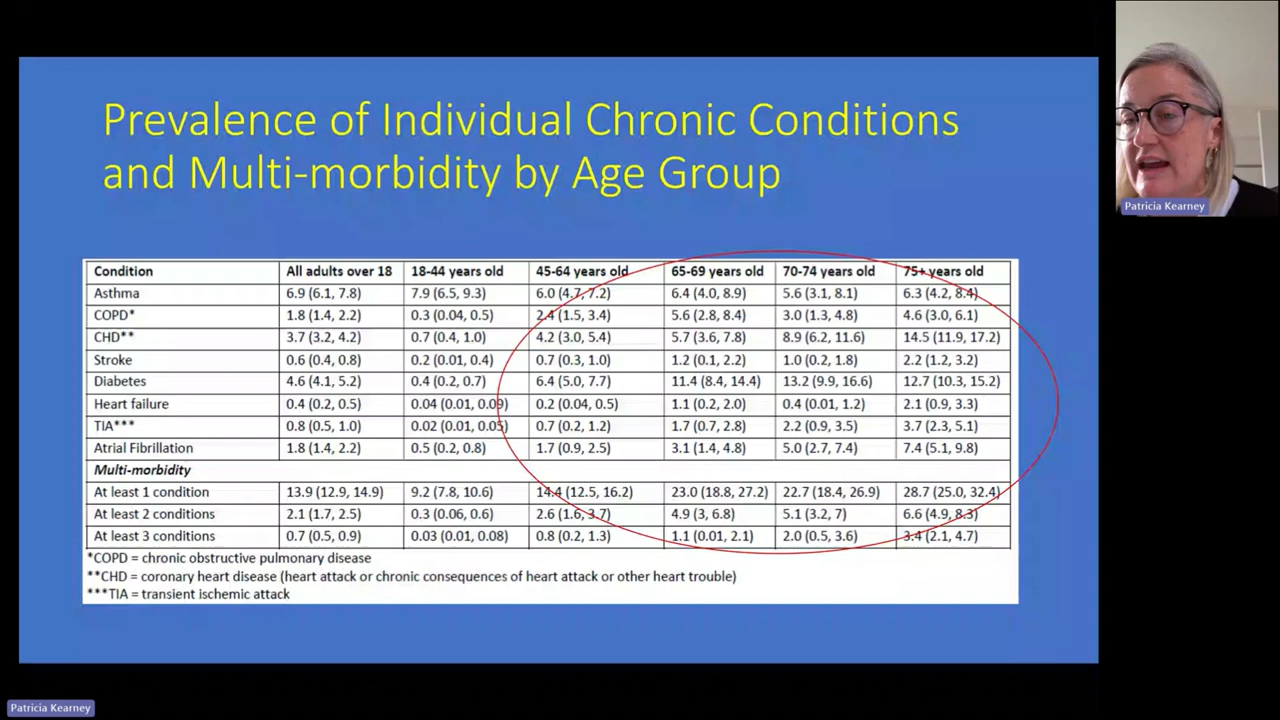 Prevalence of Individual Chronic Conditions
and Multi-morbidity by Age Group
Condition All adults over 18 18-44 years old 45-64 years old 65-69 years old 70-74 years old 75+ years old
Asthma 6.9 (6.1, 7.8) 7.9 (6.5, 9.3) 6.0 (4.7, 7.2) 6.4 (4.0, 8.9) 5.6 (3.1, 8.1) 6.3 (4.2, 8.4)
COPD* 1.8 (1.4, 2.2) 0.3 (0.04, 0.5) 2.4 (1.5, 3.4) 5.6 (2.8, 8.4) 3.0 (1.3, 4.8) 4.6 (3.0, 6.1)
CHD** 3.7 (3.2, 4.2) 0.7 (0.4, 1.0) 4.2 (3.0, 5.4) 5.7 (3.6, 7.8) 8.9 (6.2, 11.6) 14.5 (11.9, 17.2)
Stroke 0.6 (0.4, 0.8) 0.2 (0.01, 0.4) 0.7 (0.3, 1.0) 1.2 (0.1, 2.2) 1.0 (0.2, 1.8) 2.2 (1.2, 3.2)
Diabetes 4.6 (4.1, 5.2) 0.4 (0.2, 0.7) 6.4 (5.0, 7.7) 11.4 (8.4, 14.4) 13.2 (9.9, 16.6) 12.7 (10.3, 15.2)
Heart failure 0.4 (0.2, 0.5) 0.04 (0.01, 0.09) 0.2 (0.04, 0.5) 1.1 (0.2, 2.0) 0.4 (0.01, 1.2) 2.1 (0.9, 3.3)
TIA*** 0.8 (0.5, 1.0) 0.02 (0.01, 0.05) 0.7 (0.2, 1.2) 1.7 (0.7, 2.8) 2.2 (0.9, 3.5) 3.7 (2.3, 5.1)
Atrial Fibrillation 1.8 (1.4, 2.2) 0.5 (0.2, 0.8) 1.7 (0.9, 2.5) 3.1 (1.4, 4.8) 5.0 (2.7, 7.4) 7.4 (5.1, 9.8)
Multi-morbidity
At least 1 condition 13.9 (12.9, 14.9) 9.2 (7.8, 10.6) 14.4 (12.5, 16.2) 23.0 (18.8, 27.2) 22.7 (18.4, 26.9) 28.7 (25.0, 32.4)
At least 2 conditions 2.1 (1.7, 2.5) 0.3 (0.06, 0.6) 2.6 (1.6, 3.7) 4.9 (3, 6.8) 5.1 (3.2, 7) 6.6 (4.9, 8.3)
At least 3 conditions 0.7 (0.5, 0.9) 0.03 (0.01, 0.08) 0.8 (0.2, 1.3) 1.1 (0.01, 2.1) 2.0 (0.5, 3.6) 3.4 (2.1, 4.7)
*COPD = chronic obstructive pulmonary disease
**CHD = coronary heart disease (heart attack or chronic consequences of heart attack or other heart trouble)
***TIA = transient ischemic attack
Patricia Kearney
Patricia Kearney